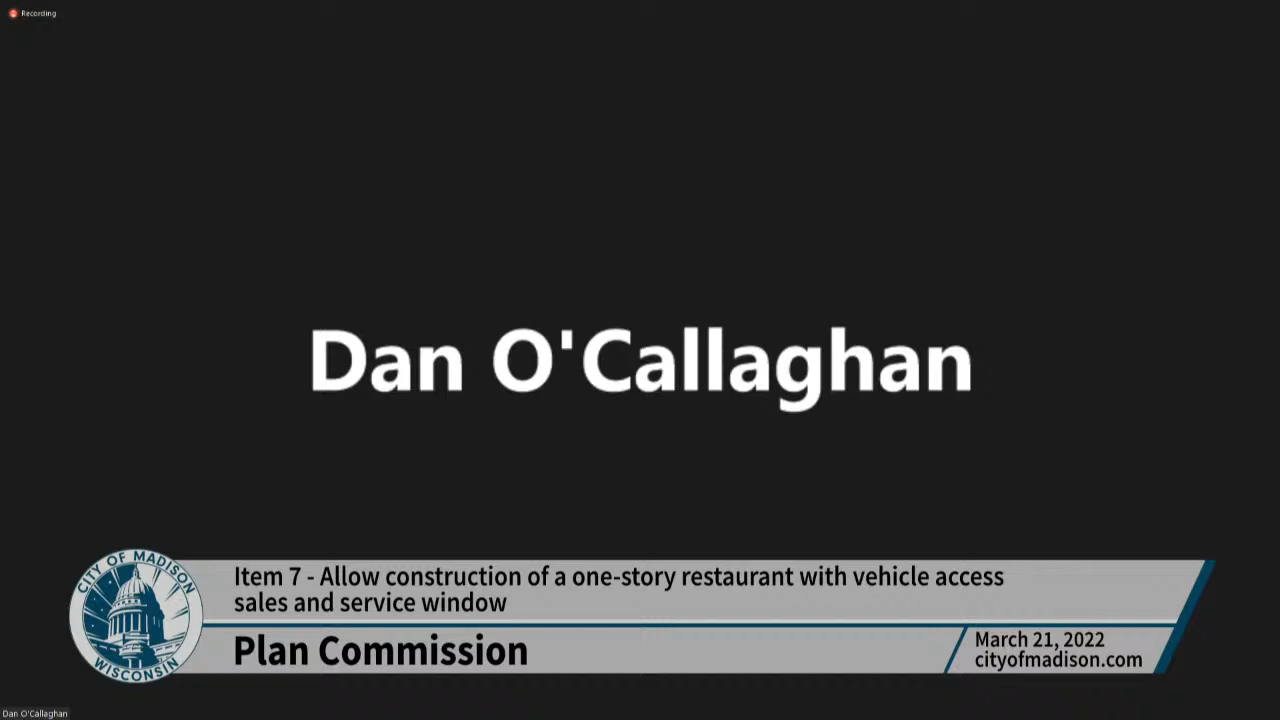 Recording
Dan O'Callaghan
CITY OF MADISON
WISCONSIN
Item 7 - Allow construction of a one-story restaurant with vehicle access
sales and service window
Plan Commission
March 21, 2022
cityofmadison.com
Dan O'Callaghan